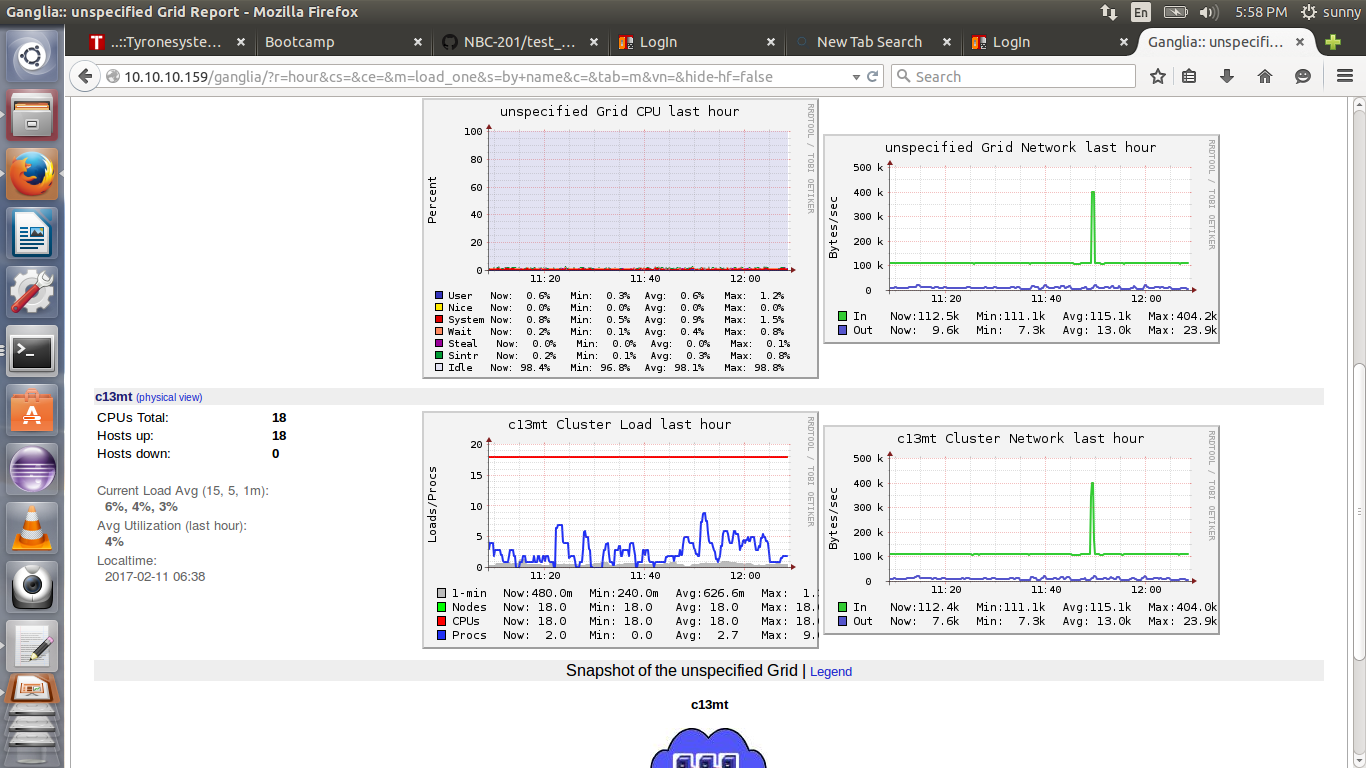 Ganglia:: unspecified Grid Report - Mozilla Firefox
En
5:58 PM
sunny
..::Tyronesyste...
Bootcamp
NBC-201/test_...
LogIn
New Tab Search
LogIn
Ganglia:: unspecifi...
10.10.10.159/ganglia/?r=hour&cs=&ce=&m=load_one&s=by+name&c=&tab=m&vn=&hide-hf=false
Search
unspecified Grid CPU last hour
RRDTOOL / TOBI OETIKER
Percent
100
80
60
40
20
0
11:20 11:40 12:00
User Now: 0.6% Min: 0.3% Avg: 0.6% Max: 1.2%
Nice Now: 0.0% Min: 0.0% Avg: 0.0% Max: 0.0%
System Now: 0.8% Min: 0.5% Avg: 0.9% Max: 1.5%
Wait Now: 0.2% Min: 0.1% Avg: 0.4% Max: 0.8%
Steal Now: 0.0% Min: 0.0% Avg: 0.0% Max: 0.1%
Sintr Now: 0.2% Min: 0.1% Avg: 0.3% Max: 0.8%
Idle Now: 98.4% Min: 96.8% Avg: 98.1% Max: 98.8%
unspecified Grid Network last hour
RRDTOOL / TOBI OETIKER
Bytes/sec
500 k
400 k
300 k
200 k
100 k
0
11:20 11:40 12:00
In Now:112.5k Min:111.1k Avg:115.1k Max:404.2k
Out Now: 9.6k Min: 7.3k Avg: 13.0k Max: 23.9k
c13mt (physical view)
CPUs Total: 18
Hosts up: 18
Hosts down: 0
Current Load Avg (15, 5, 1m):
6%, 4%, 3%
Avg Utilization (last hour):
4%
Localtime:
2017-02-11 06:38
c13mt Cluster Load last hour
RRDTOOL / TOBI OETIKER
Loads/Procs
20
15
10
5
0
11:20 11:40 12:00
1-min Now:480.0m Min:240.0m Avg:626.6m Max: 1.
Nodes Now: 18.0 Min: 18.0 Avg: 18.0 Max: 18.
CPUs Now: 18.0 Min: 18.0 Avg: 18.0 Max: 18.
Procs Now: 2.0 Min: 0.0 Avg: 2.7 Max: 9.
c13mt Cluster Network last hour
RRDTOOL / TOBI OETIKER
Bytes/sec
500 k
400 k
300 k
200 k
100 k
0
11:20 11:40 12:00
In Now:112.4k Min:111.1k Avg:115.1k Max:404.0k
Out Now: 7.6k Min: 7.3k Avg: 13.0k Max: 23.9k
Snapshot of the unspecified Grid | Legend
c13mt